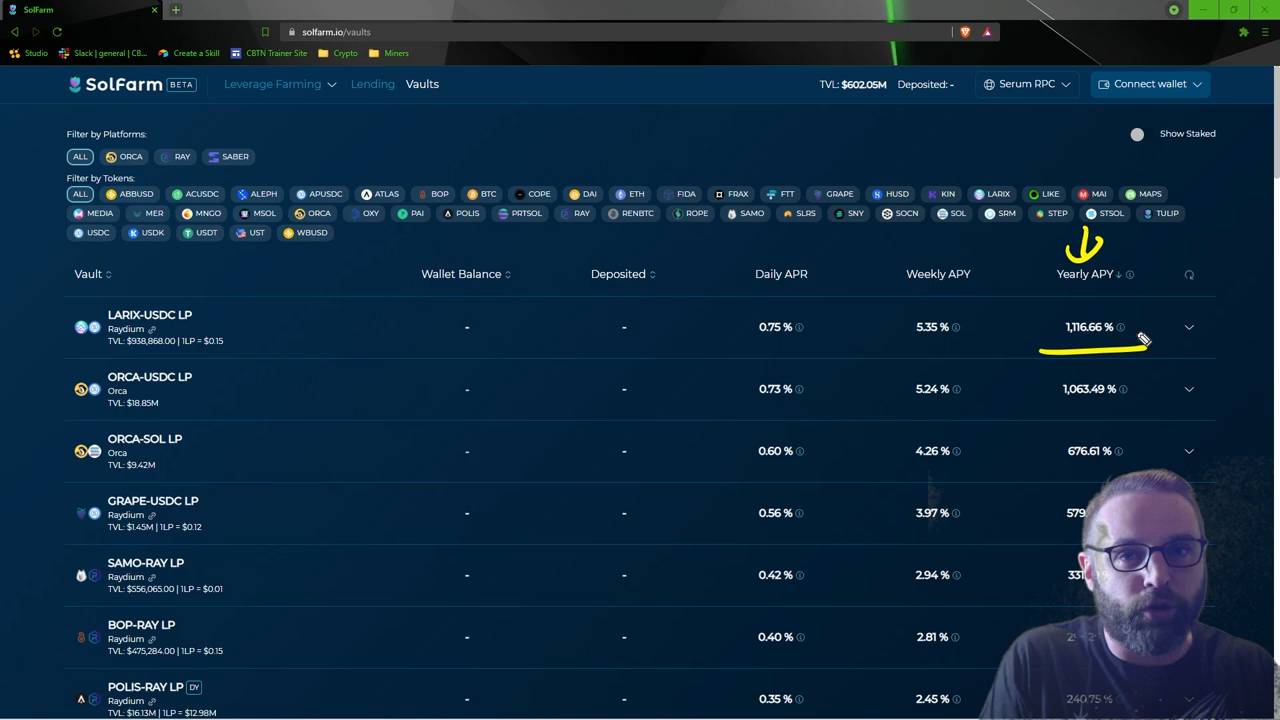 SolFarm
solfarm.io/vaults
Studio Slack | general | CB... Create a Skill CBTN Trainer Site Crypto Miners
SolFarm BETA Leverage Farming Lending Vaults TVL: $602.05M Deposited: - Serum RPC Connect wallet
Filter by Platforms: Show Staked
ALL ORCA RAY SABER
Filter by Tokens:
ALL ABBUSD ACUSDC ALEPH APUSDC ATLAS BOP BTC COPE DAI ETH FIDA FRAX FTT GRAPE HUSD KIN LARIX LIKE MAI MAPS
MEDIA MER MNGO MSOL ORCA OXY PAI POLIS PRTSOL RAY RENBTC ROPE SAMO SLRS SNY SOCN SOL SRM STEP STSOL TULIP
USDC USDK USDT UST WBUSD
Vault Wallet Balance Deposited Daily APR Weekly APY Yearly APY
LARIX-USDC LP
Raydium
TVL: $938,868.00 | 1LP = $0.15
- - 0.75 % 5.35 % 1,116.66 %
ORCA-USDC LP
Orca
TVL: $18.85M
- - 0.73 % 5.24 % 1,063.49 %
ORCA-SOL LP
Orca
TVL: $9.42M
- - 0.60 % 4.26 % 676.61 %
GRAPE-USDC LP
Raydium
TVL: $1.45M | 1LP = $0.12
- - 0.56 % 3.97 % 579.
SAMO-RAY LP
Raydium
TVL: $556,065.00 | 1LP = $0.01
- - 0.42 % 2.94 % 331.
BOP-RAY LP
Raydium
TVL: $475,284.00 | 1LP = $0.15
- - 0.40 % 2.81 %
POLIS-RAY LP DY
Raydium
TVL: $16.13M | 1LP = $12.98M
- - 0.35 % 2.45 % 240.75 %